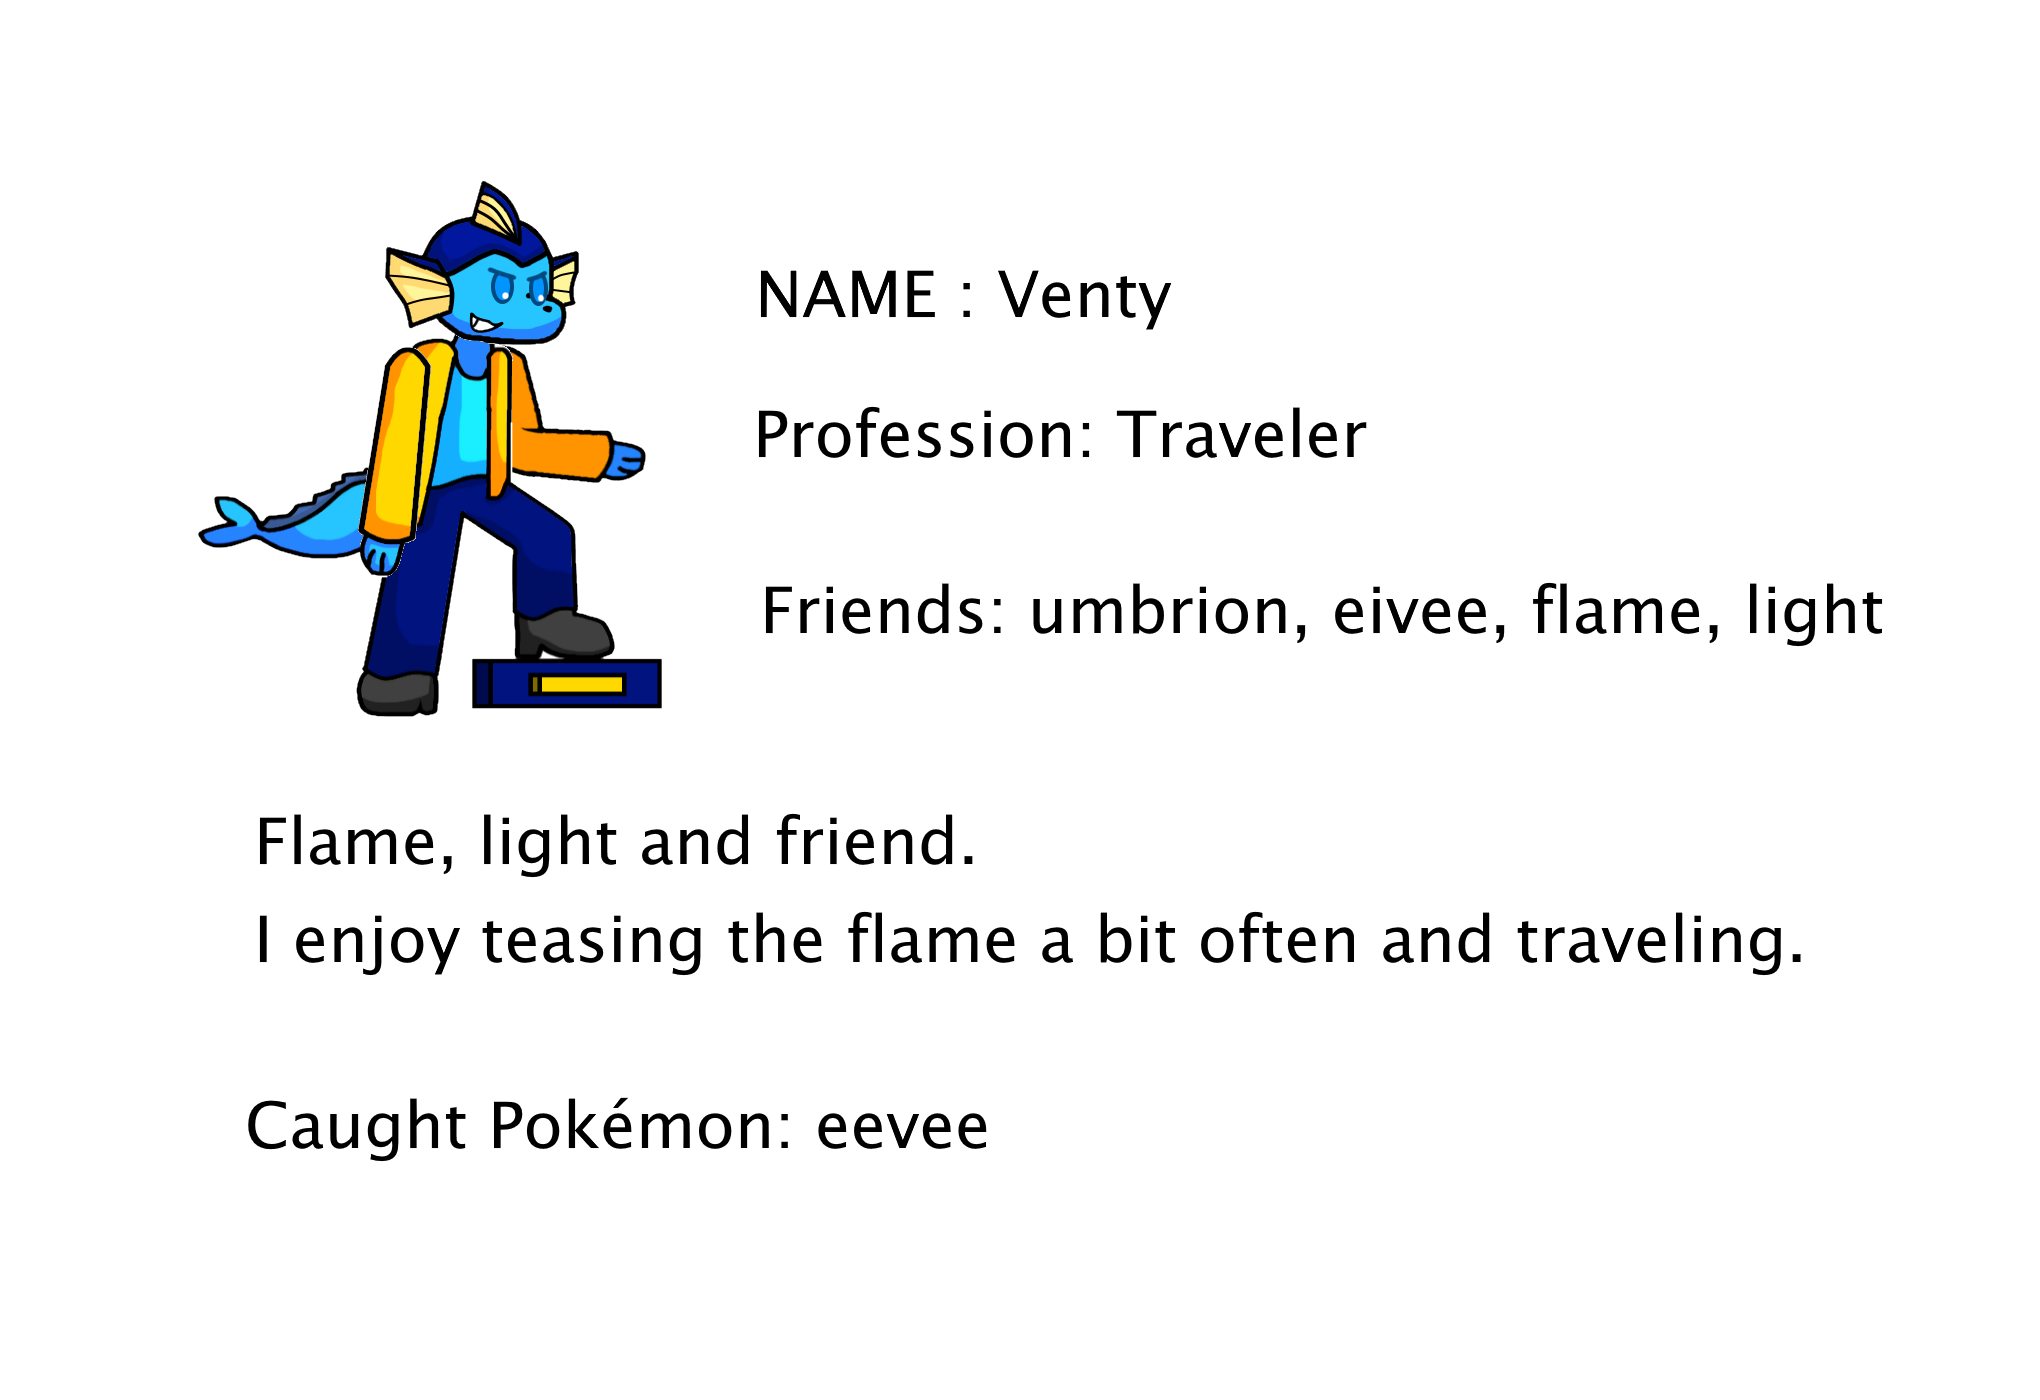 NAME : Venty
Profession: Traveler
Friends: umbrion, eivee, flame, light
Flame, light and friend.
I enjoy teasing the flame a bit often and traveling.
Caught Pokémon: eevee